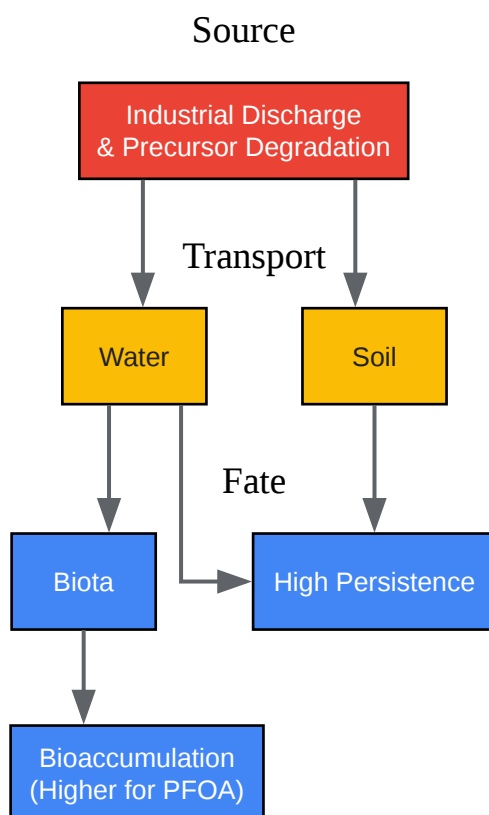 Source
Industrial Discharge
& Precursor Degradation
Transport
Water
Soil
Fate
Biota
High Persistence
Bioaccumulation
(Higher for PFOA)